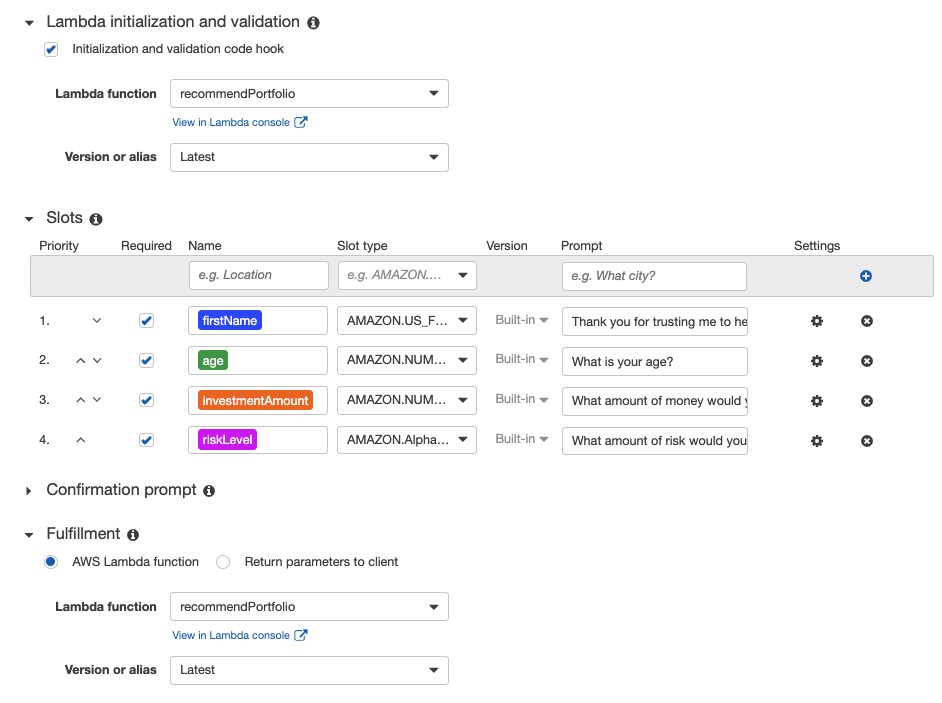 Lambda initialization and validation
Initialization and validation code hook
Lambda function recommendPortfolio
View in Lambda console
Version or alias Latest
Slots
Priority Required Name Slot type Version Prompt Settings
e.g. Location e.g. AMAZON.... e.g. What city?
1. firstName AMAZON.US_F... Built-in Thank you for trusting me to he
2. age AMAZON.NUM... Built-in What is your age?
3. investmentAmount AMAZON.NUM... Built-in What amount of money would y
4. riskLevel AMAZON.Alpha... Built-in What amount of risk would you
Confirmation prompt
Fulfillment
AWS Lambda function Return parameters to client
Lambda function recommendPortfolio
View in Lambda console
Version or alias Latest